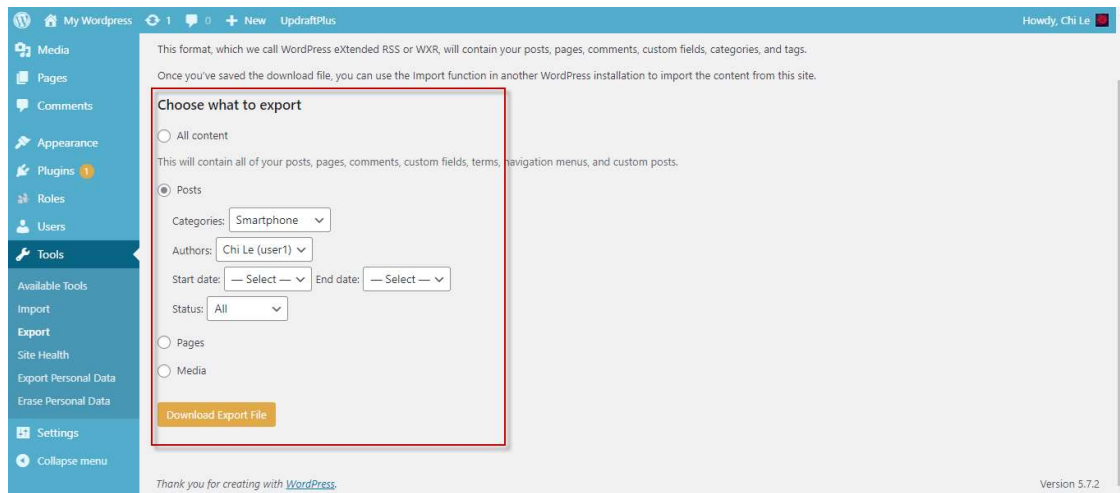 My Wordpress 1 0 + New UpdraftPlus Howdy, Chi Le
Media
Pages
Comments
Appearance
Plugins 1
Roles
Users
Tools
Available Tools
Import
Export
Site Health
Export Personal Data
Erase Personal Data
Settings
Collapse menu
This format, which we call WordPress eXtended RSS or WXR, will contain your posts, pages, comments, custom fields, categories, and tags.
Once you've saved the download file, you can use the Import function in another WordPress installation to import the content from this site.
Choose what to export
All content
This will contain all of your posts, pages, comments, custom fields, terms, navigation menus, and custom posts.
Posts
Categories: Smartphone
Authors: Chi Le (user1)
Start date: — Select — End date: — Select —
Status: All
Pages
Media
Download Export File
Thank you for creating with WordPress. Version 5.7.2